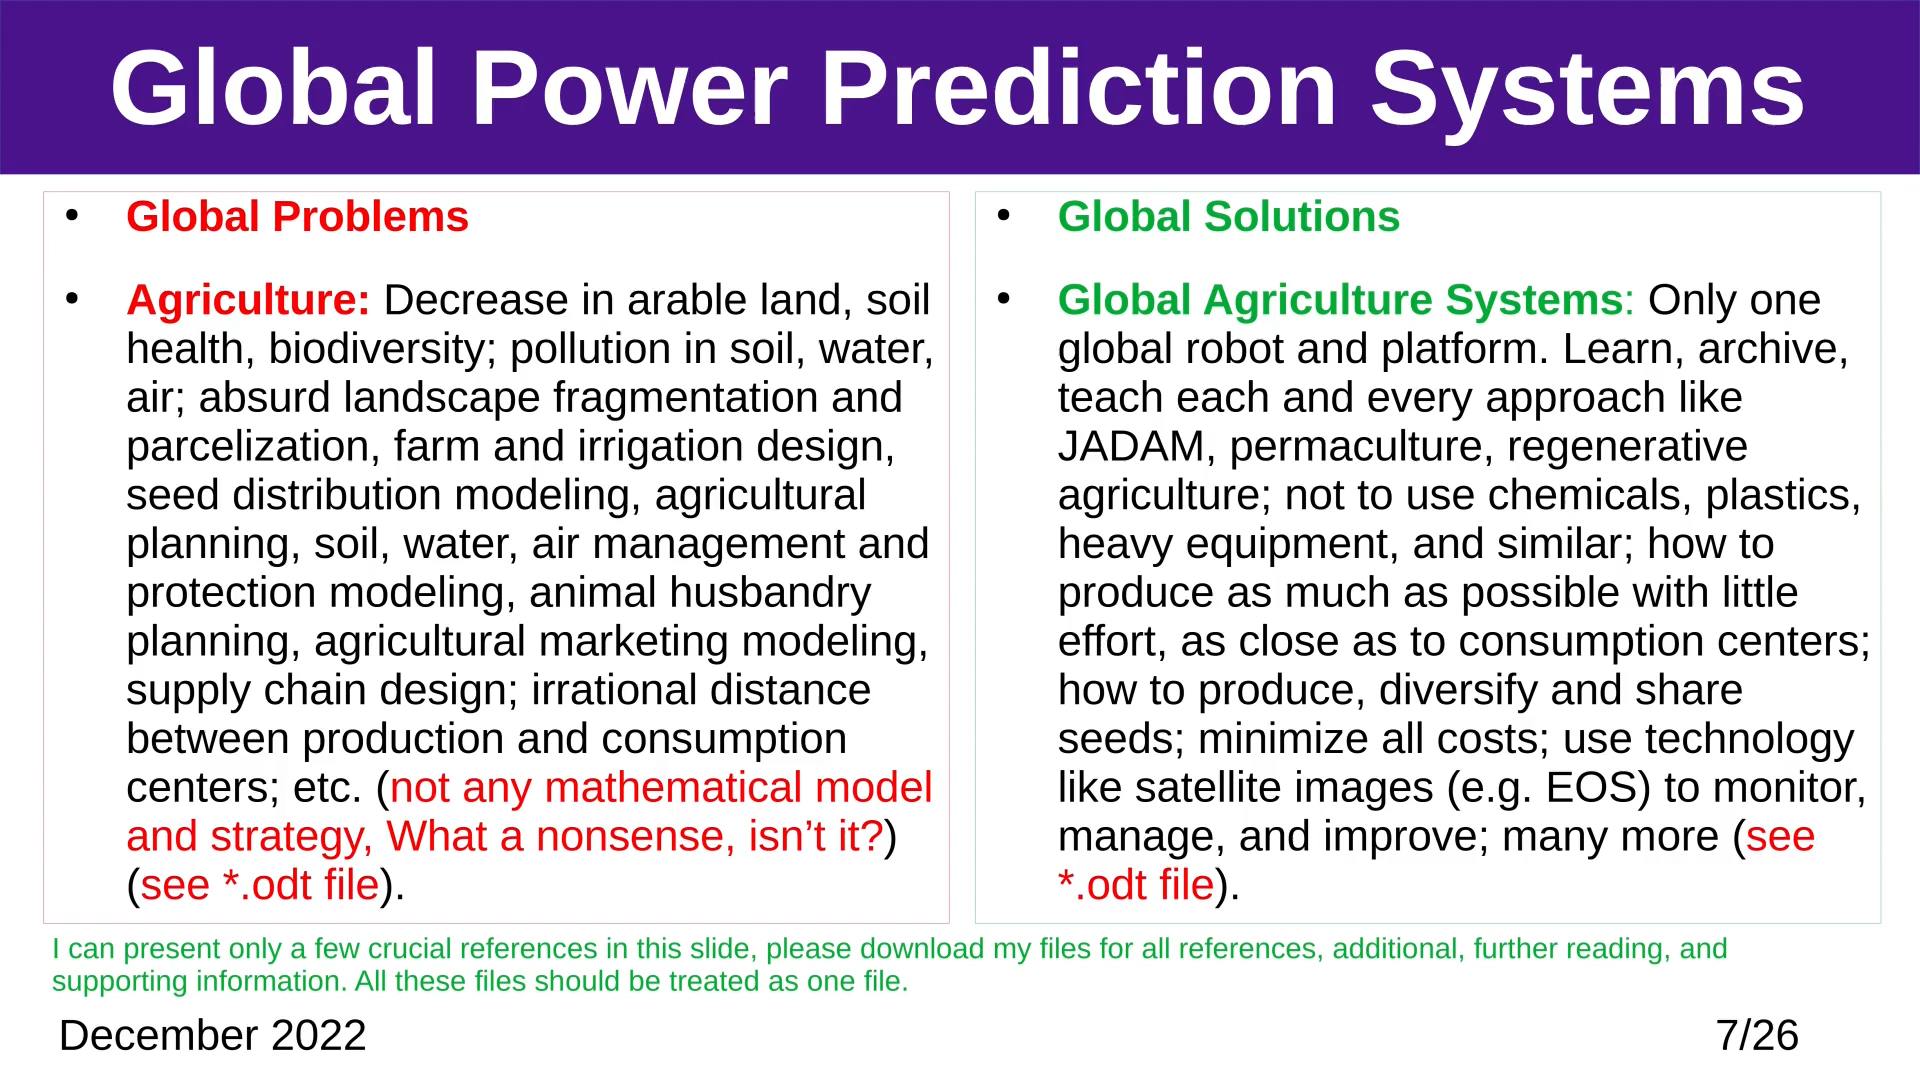 Global Power Prediction Systems
• Global Problems
• Agriculture: Decrease in arable land, soil
health, biodiversity; pollution in soil, water,
air; absurd landscape fragmentation and
parcelization, farm and irrigation design,
seed distribution modeling, agricultural
planning, soil, water, air management and
protection modeling, animal husbandry
planning, agricultural marketing modeling,
supply chain design; irrational distance
between production and consumption
centers; etc. (not any mathematical model
and strategy, What a nonsense, isn’t it?)
(see *.odt file).
• Global Solutions
• Global Agriculture Systems: Only one
global robot and platform. Learn, archive,
teach each and every approach like
JADAM, permaculture, regenerative
agriculture; not to use chemicals, plastics,
heavy equipment, and similar; how to
produce as much as possible with little
effort, as close as to consumption centers;
how to produce, diversify and share
seeds; minimize all costs; use technology
like satellite images (e.g. EOS) to monitor,
manage, and improve; many more (see
*.odt file).
I can present only a few crucial references in this slide, please download my files for all references, additional, further reading, and
supporting information. All these files should be treated as one file.
December 2022
7/26